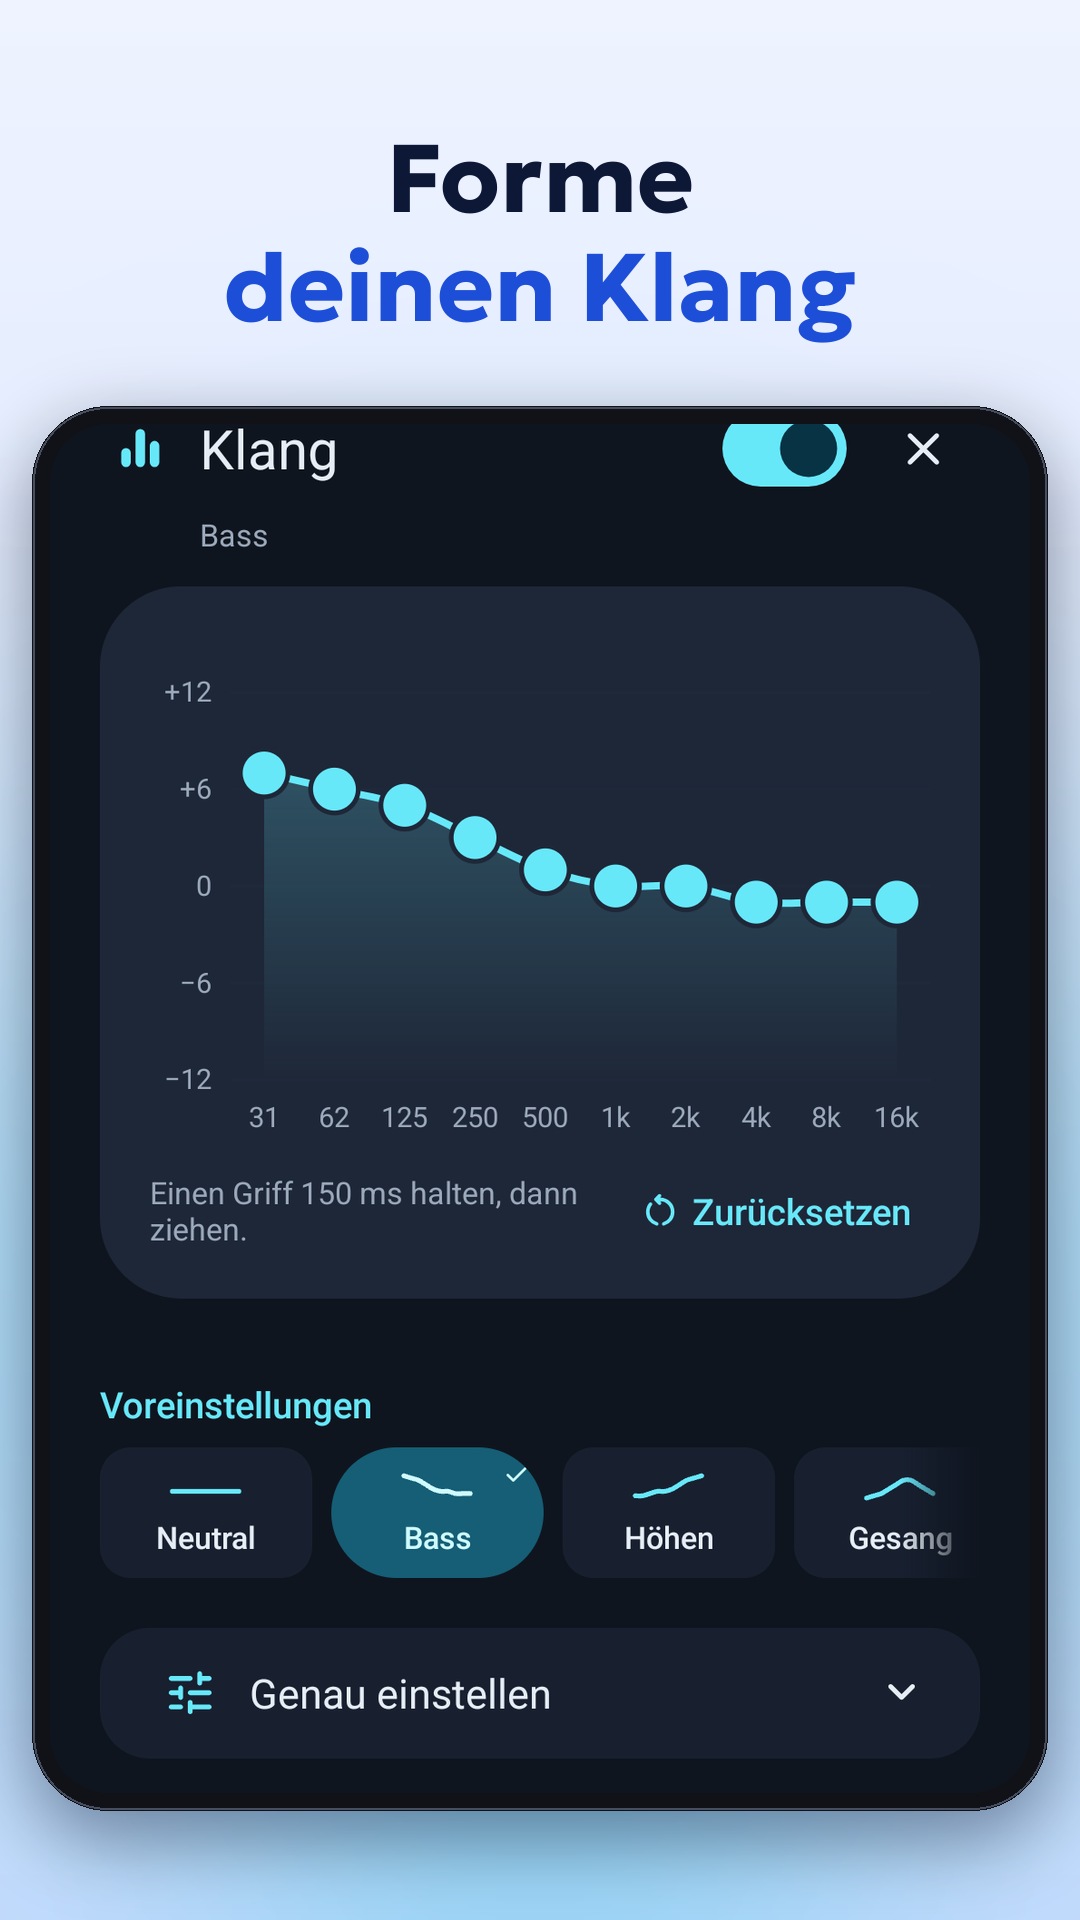 Forme
deinen Klang
Klang
Bass
+12
+6
0
−6
−12
31 62 125 250 500 1k 2k 4k 8k 16k
Einen Griff 150 ms halten, dann
ziehen.
Zurücksetzen
Voreinstellungen
Neutral Bass Höhen Gesang
Genau einstellen